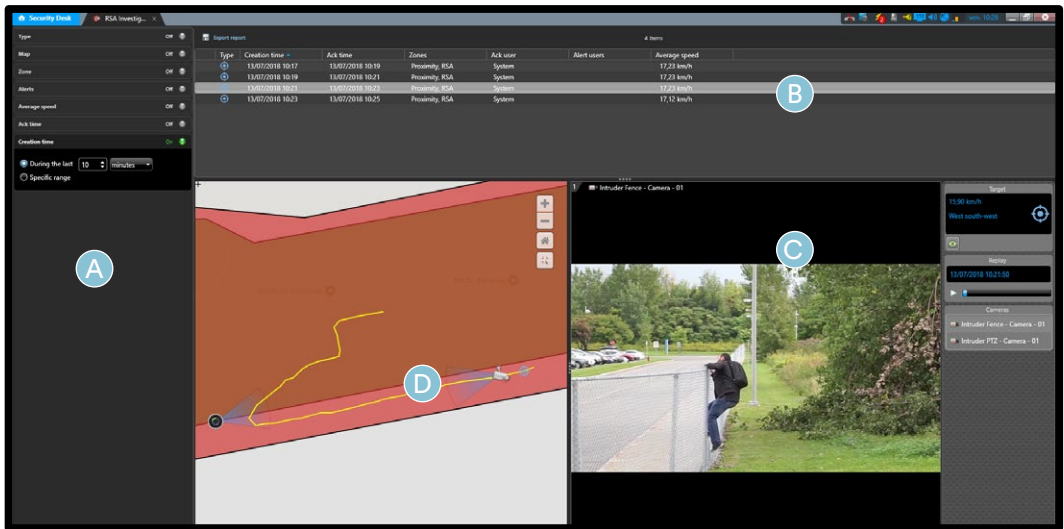 Security Desk
RSA Investig...
ven. 10:26
Type Off
Map Off
Zone Off
Alerts Off
Average speed Off
Ack time Off
Creation time On
During the last 10 minutes
Specific range
A
Export report
4 items
Type Creation time Ack time Zones Ack user Alert users Average speed
13/07/2018 10:17 13/07/2018 10:19 Proximity, RSA System 17,23 km/h
13/07/2018 10:19 13/07/2018 10:21 Proximity, RSA System 17,23 km/h
13/07/2018 10:21 13/07/2018 10:23 Proximity, RSA System 17,23 km/h
13/07/2018 10:23 13/07/2018 10:25 Proximity, RSA System 17,12 km/h
B
D
1 Intruder Fence - Camera - 01
C
Target
15,90 km/h
West south-west
Replay
13/07/2018 10:21:50
Cameras
Intruder Fence - Camera - 01
Intruder PTZ - Camera - 01